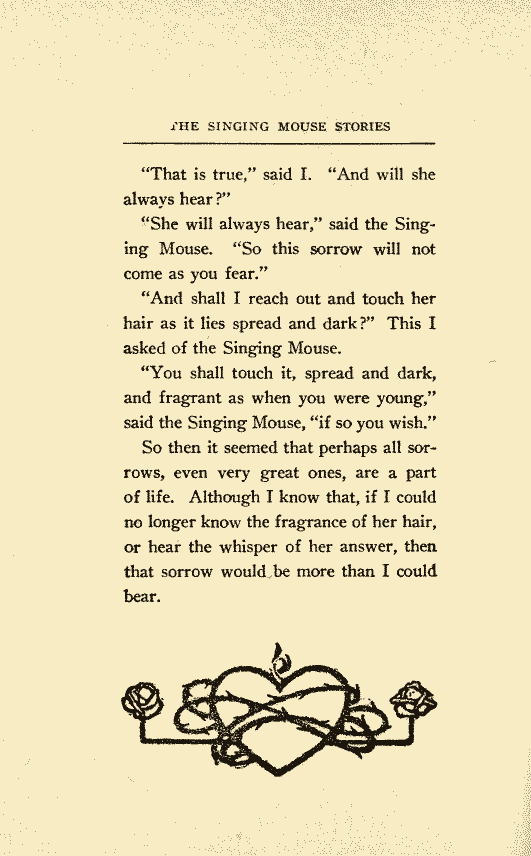 THE SINGING MOUSE STORIES
“That is true,” said I. “And will she
always hear?”
“She will always hear,” said the Sing-
ing Mouse. “So this sorrow will not
come as you fear.”
“And shall I reach out and touch her
hair as it lies spread and dark?” This I
asked of the Singing Mouse.
“You shall touch it, spread and dark,
and fragrant as when you were young,”
said the Singing Mouse, “if so you wish.”
So then it seemed that perhaps all sor-
rows, even very great ones, are a part
of life. Although I know that, if I could
no longer know the fragrance of her hair,
or hear the whisper of her answer, then
that sorrow would be more than I could
bear.